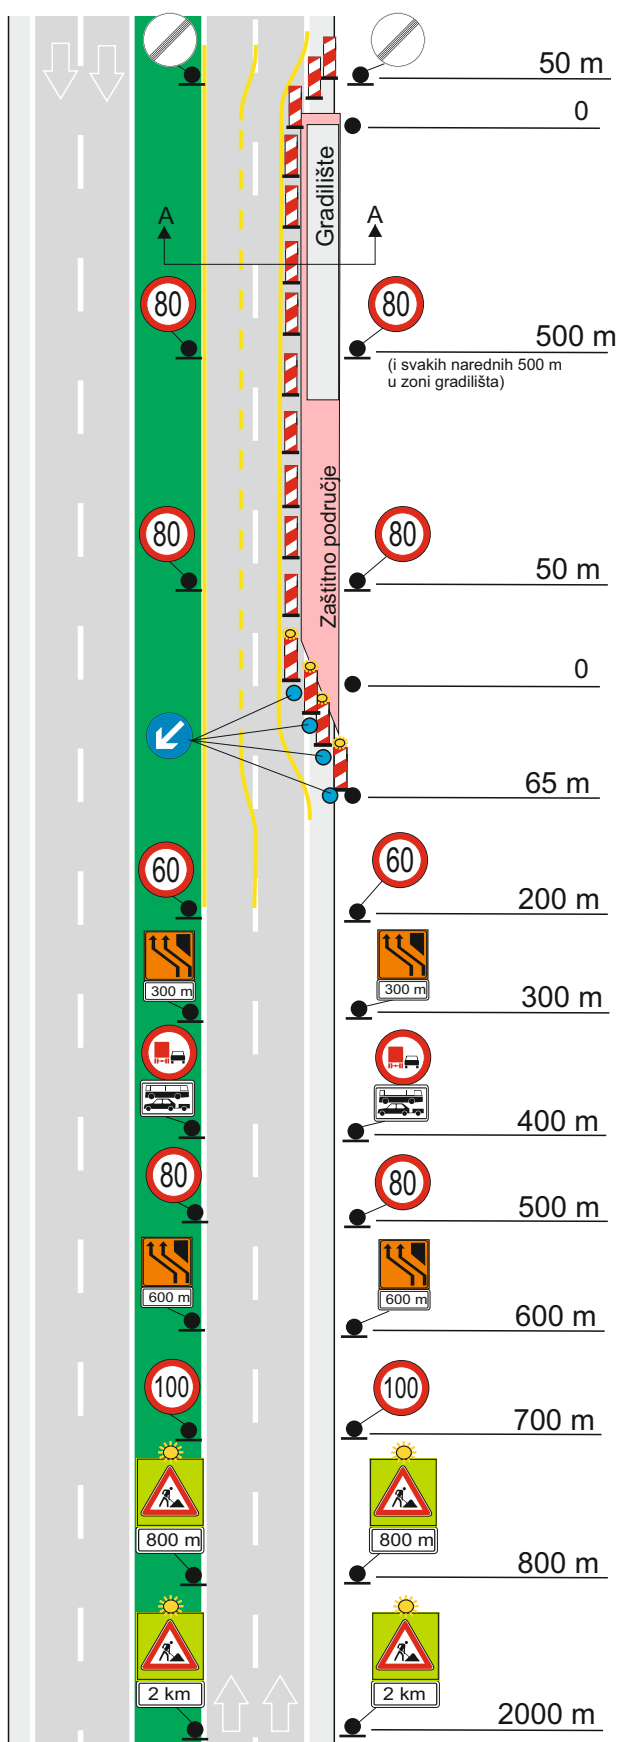 50 m
0
Gradilište
A A
80 80
500 m
(i svakih narednih 500 m
u zoni gradilišta)
Zaštitno područje
80 80
50 m
0
65 m
60 60
200 m
300 m 300 m
300 m
400 m
80 80
500 m
600 m 600 m
600 m
100 100
700 m
800 m 800 m
800 m
2 km 2 km
2000 m